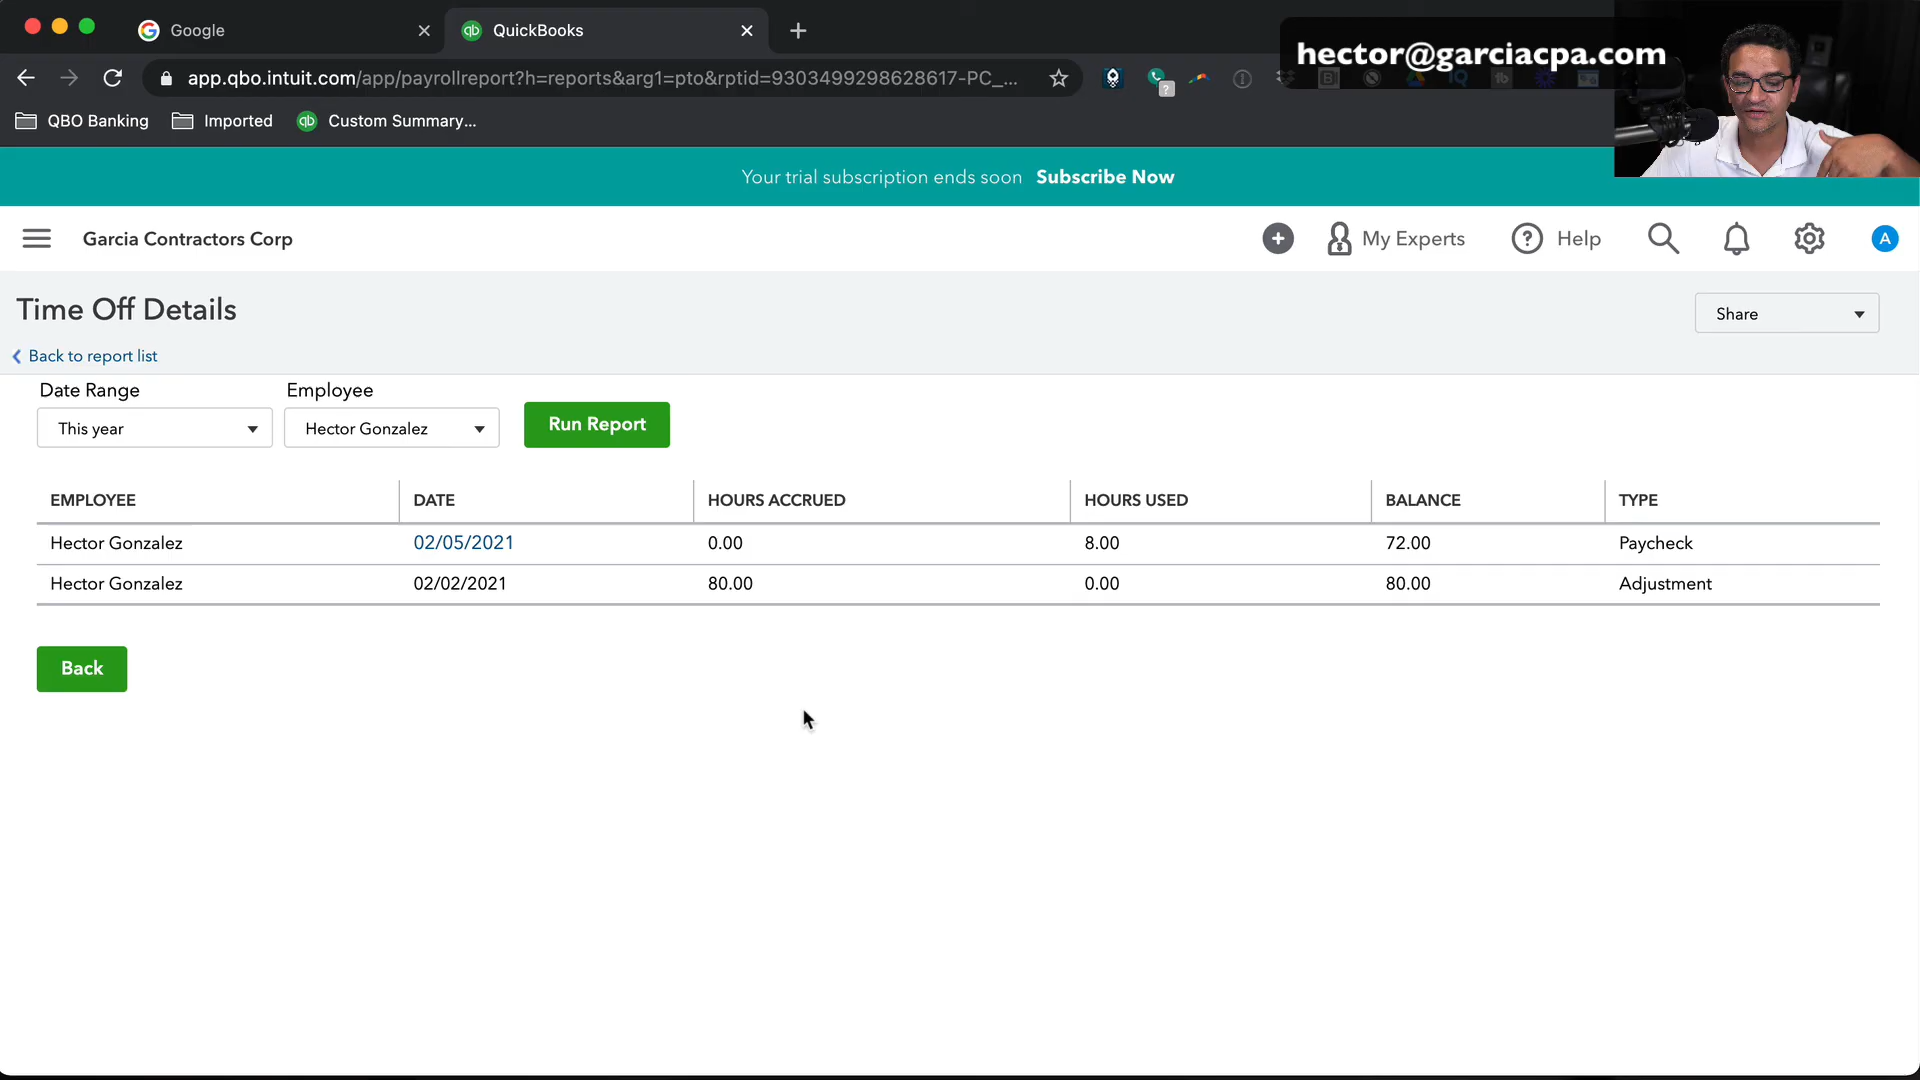 Google
QuickBooks
hector@garciacpa.com
app.qbo.intuit.com/app/payrollreport?h=reports&arg1=pto&rptid=9303499298628617-PC_...
QBO Banking
Imported
Custom Summary...
Your trial subscription ends soon Subscribe Now
Garcia Contractors Corp
My Experts
Help
A
Time Off Details
Share
Back to report list
Date Range Employee
This year Hector Gonzalez Run Report
EMPLOYEE DATE HOURS ACCRUED HOURS USED BALANCE TYPE
Hector Gonzalez 02/05/2021 0.00 8.00 72.00 Paycheck
Hector Gonzalez 02/02/2021 80.00 0.00 80.00 Adjustment
Back